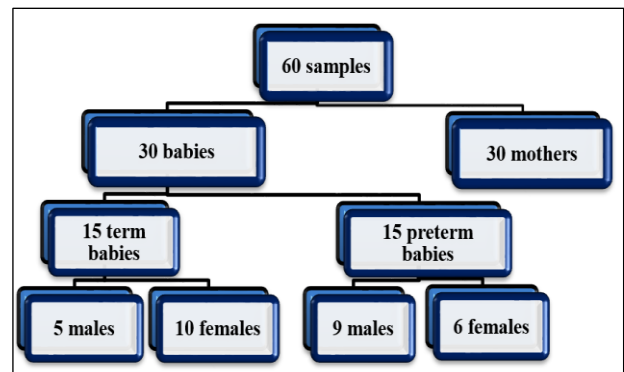 60 samples
30 babies
30 mothers
15 term
babies
15 preterm
babies
5 males
10 females
9 males
6 females